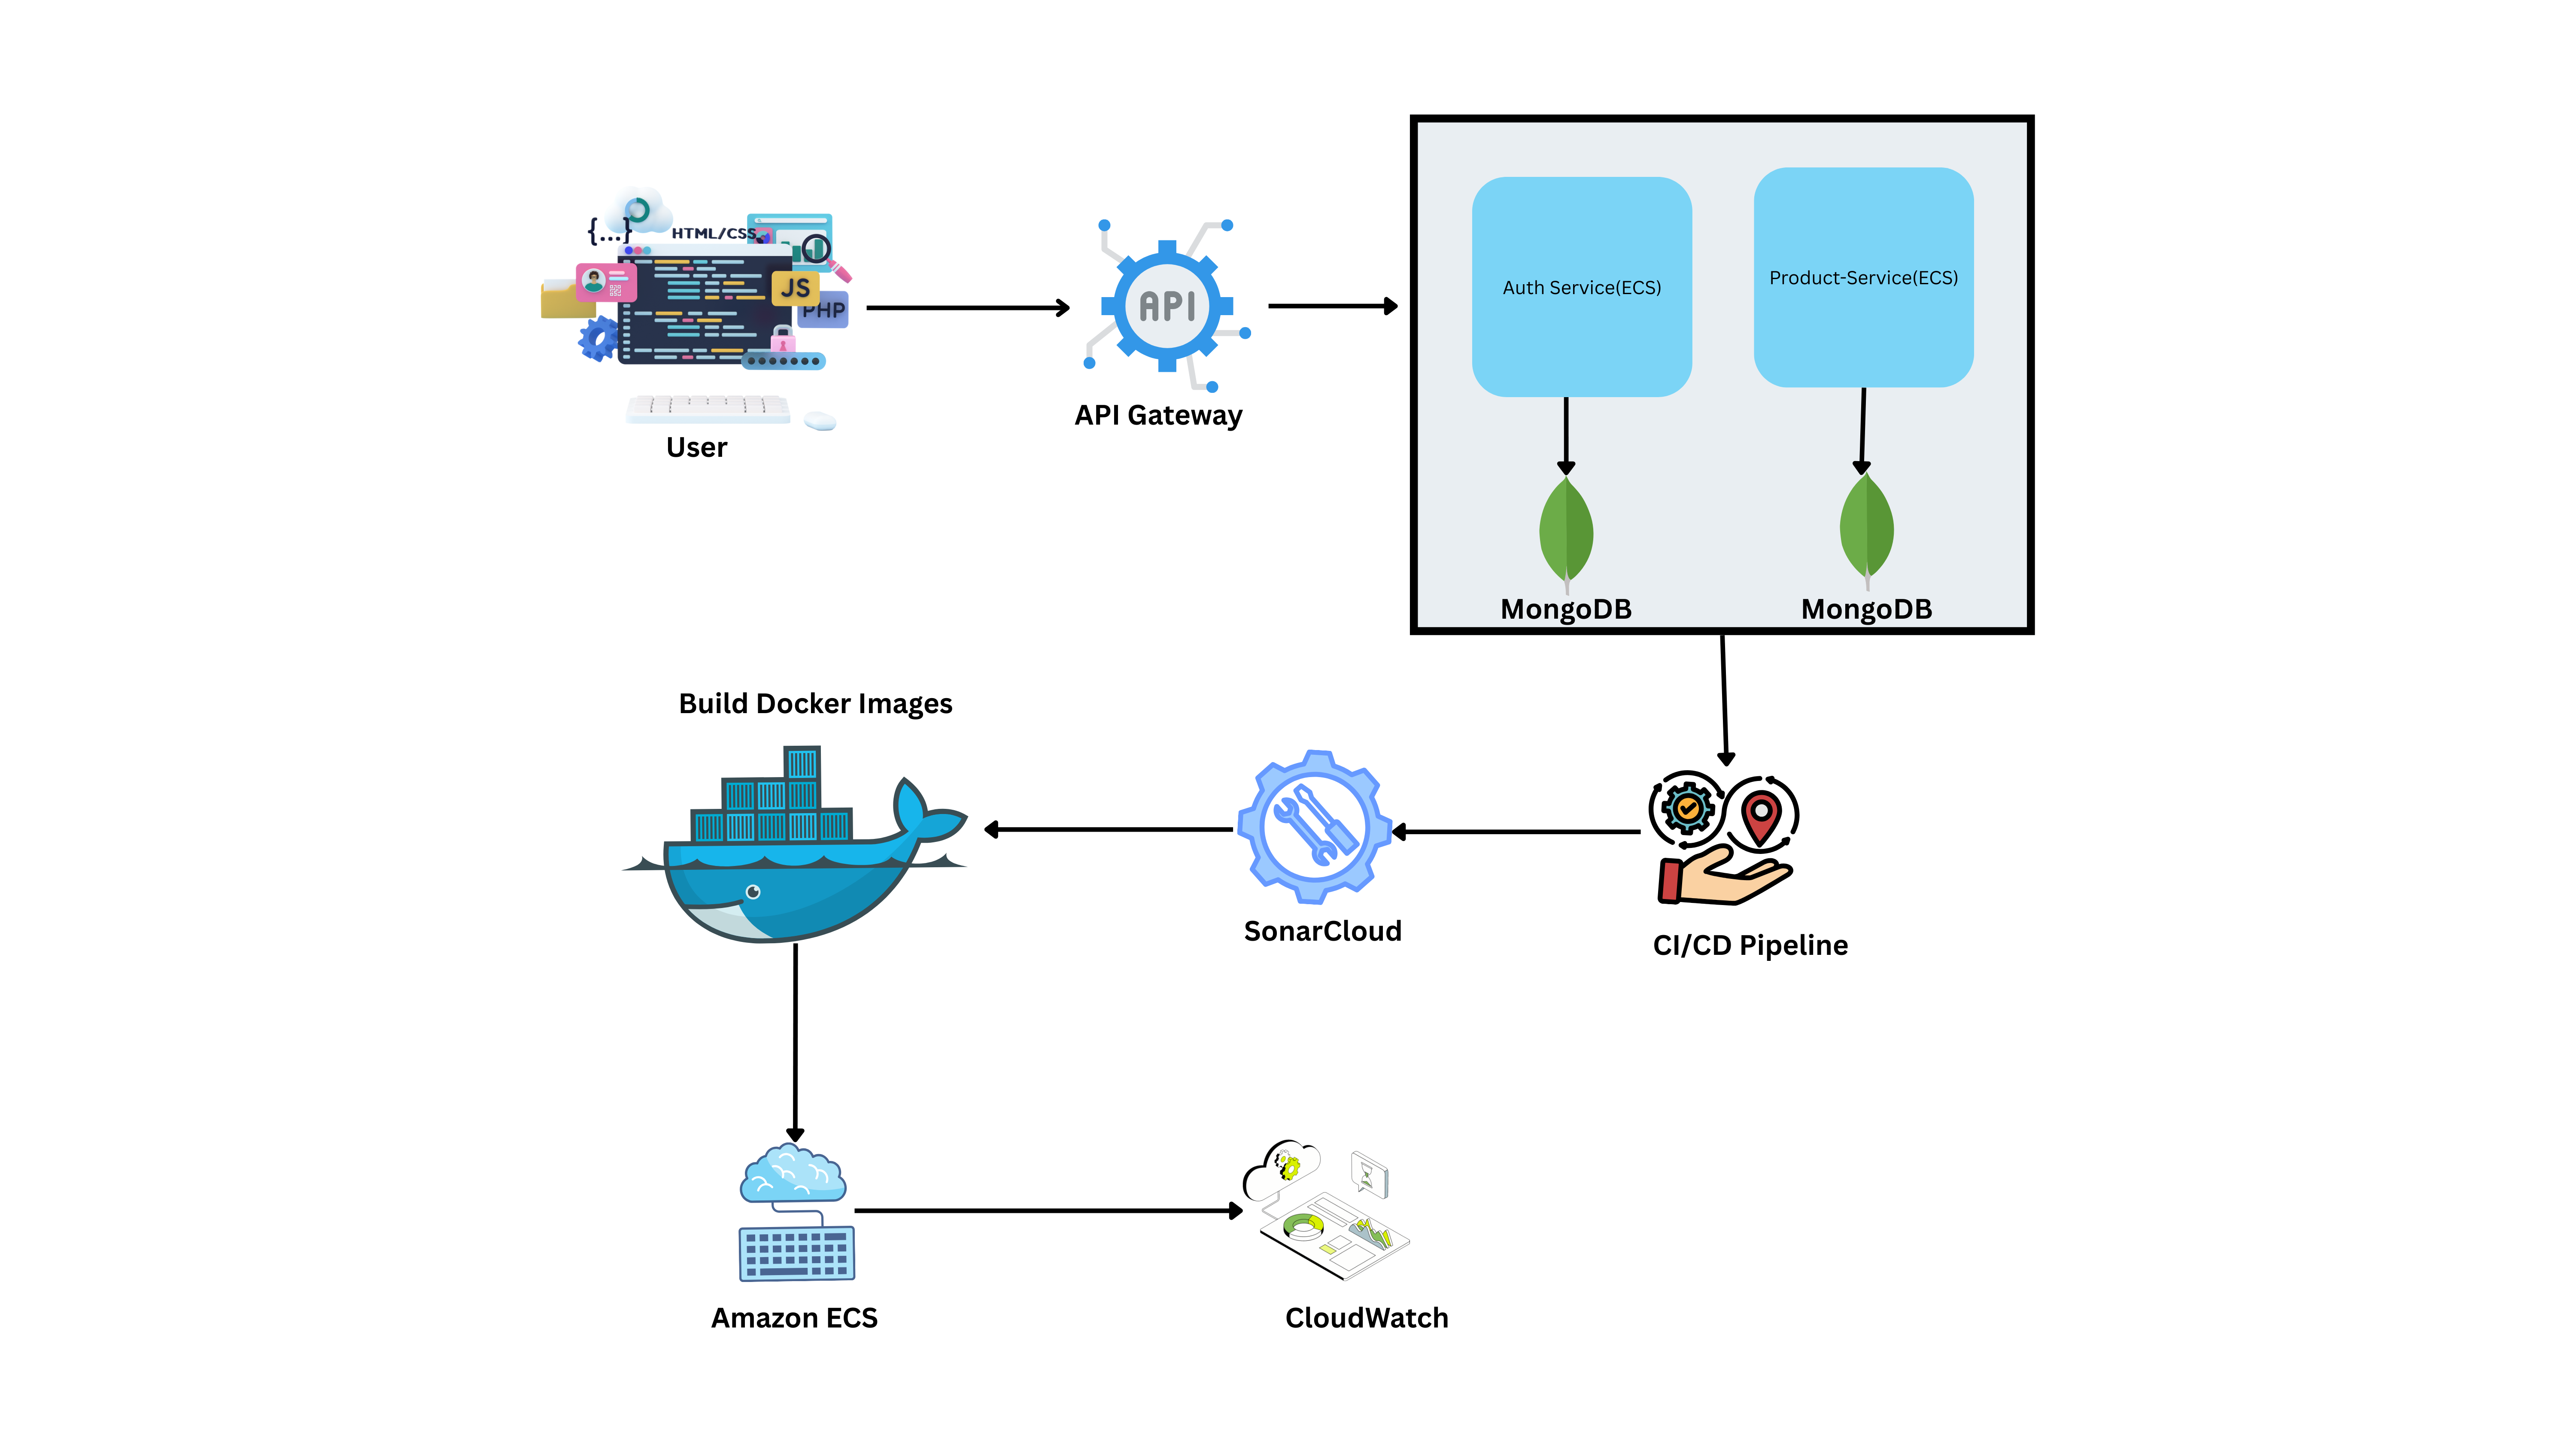 {...}
HTML/CSS
JS
PHP
User
API
API Gateway
Auth Service(ECS)
Product-Service(ECS)
MongoDB
MongoDB
Build Docker Images
SonarCloud
CI/CD Pipeline
Amazon ECS
CloudWatch